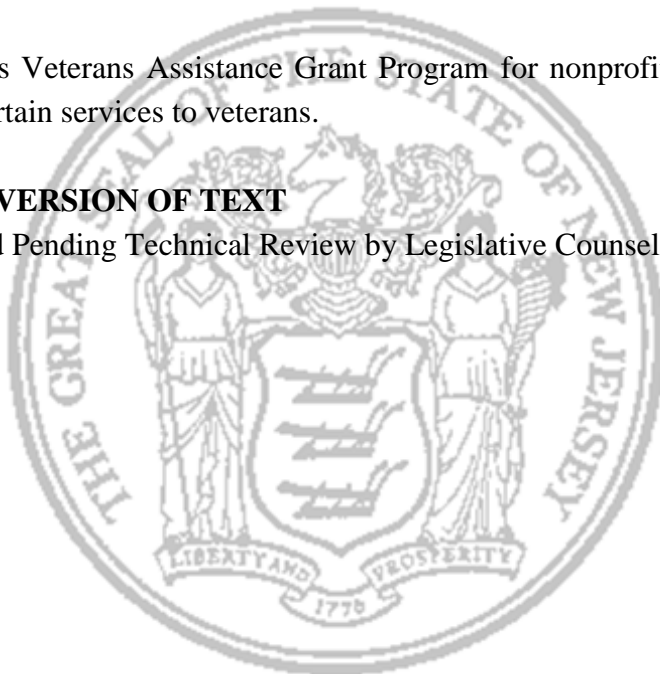 s Veterans Assistance Grant Program for nonprofi
rtain services to veterans.
VERSION OF TEXT
d Pending Technical Review by Legislative Counsel
THE GREAT SEAL OF THE STATE OF NEW JERSEY
LIBERTY AND PROSPERITY
1776